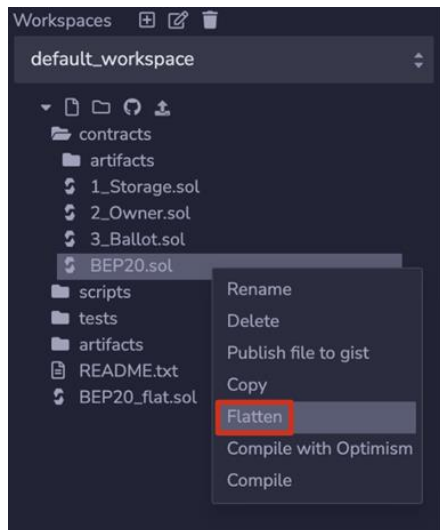 Workspaces
default_workspace
contracts
artifacts
1_Storage.sol
2_Owner.sol
3_Ballot.sol
BEP20.sol
scripts
tests
artifacts
README.txt
BEP20_flat.sol
Rename
Delete
Publish file to gist
Copy
Flatten
Compile with Optimism
Compile